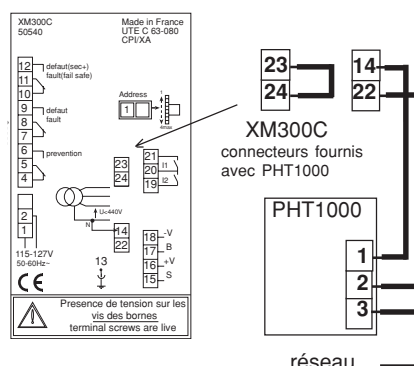 XM300C
50540
Made in France
UTE C 63-080
CPI/XA
12
11
10
defaut(sec+)
fault(fail safe)
9
8
7
defaut
fault
6
5
4
prevention
2
1
115-127V
50-60Hz~
Address
1
1
23
24
21
20
19
I1
I2
U<440V
N
14
22
13
18 -V
17 B
16 +V
15 S
CE
Presence de tension sur les
vis des bornes
terminal screws are live
23
24
14
22
XM300C
connecteurs fournis
avec PHT1000
PHT1000
1
2
3
réseau